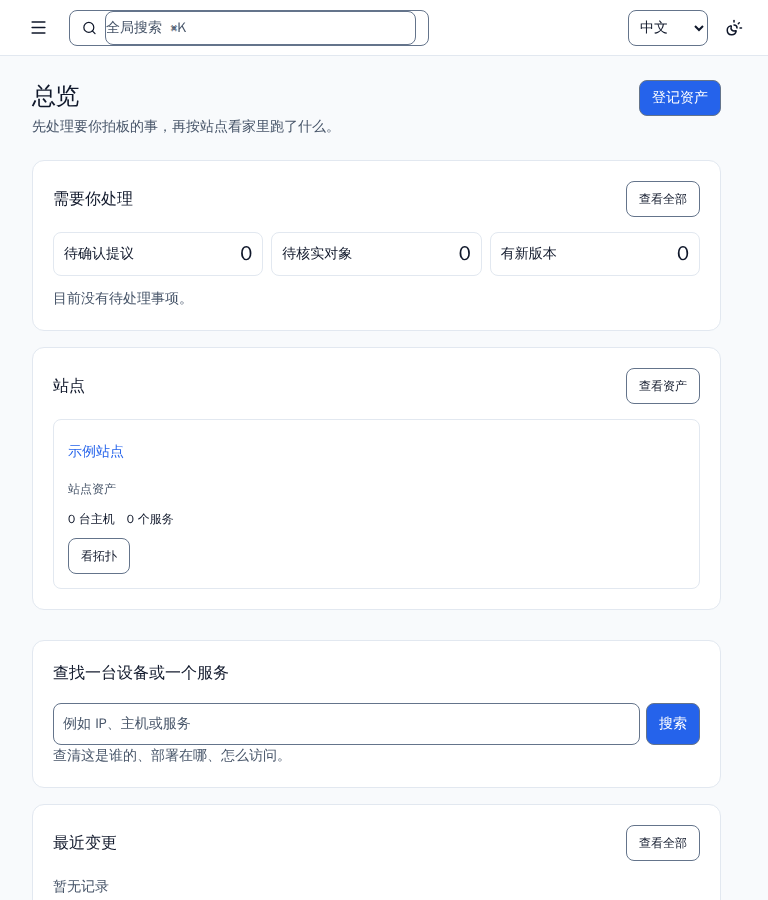 全局搜索 ⌘K
中文
总览
登记资产
先处理要你拍板的事，再按站点看家里跑了什么。
需要你处理
查看全部
待确认提议 0
待核实对象 0
有新版本 0
目前没有待处理事项。
站点
查看资产
示例站点
站点资产
0 台主机 0 个服务
看拓扑
查找一台设备或一个服务
例如 IP、主机或服务
搜索
查清这是谁的、部署在哪、怎么访问。
最近变更
查看全部
暂无记录